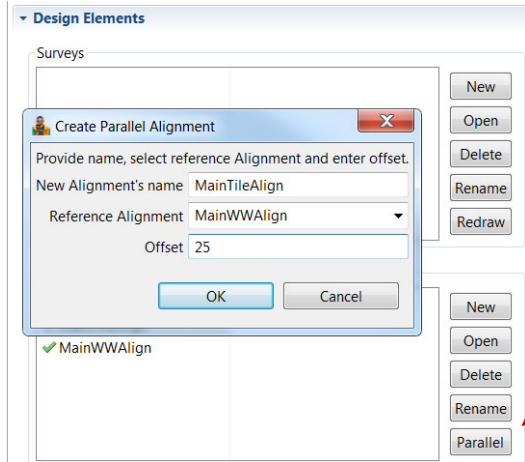 Design Elements
Surveys
New
Open
Delete
Rename
Redraw
Create Parallel Alignment
X
Provide name, select reference Alignment and enter offset.
New Alignment's name MainTileAlign
Reference Alignment MainWWAlign
Offset 25
OK Cancel
MainWWAlign
New
Open
Delete
Rename
Parallel